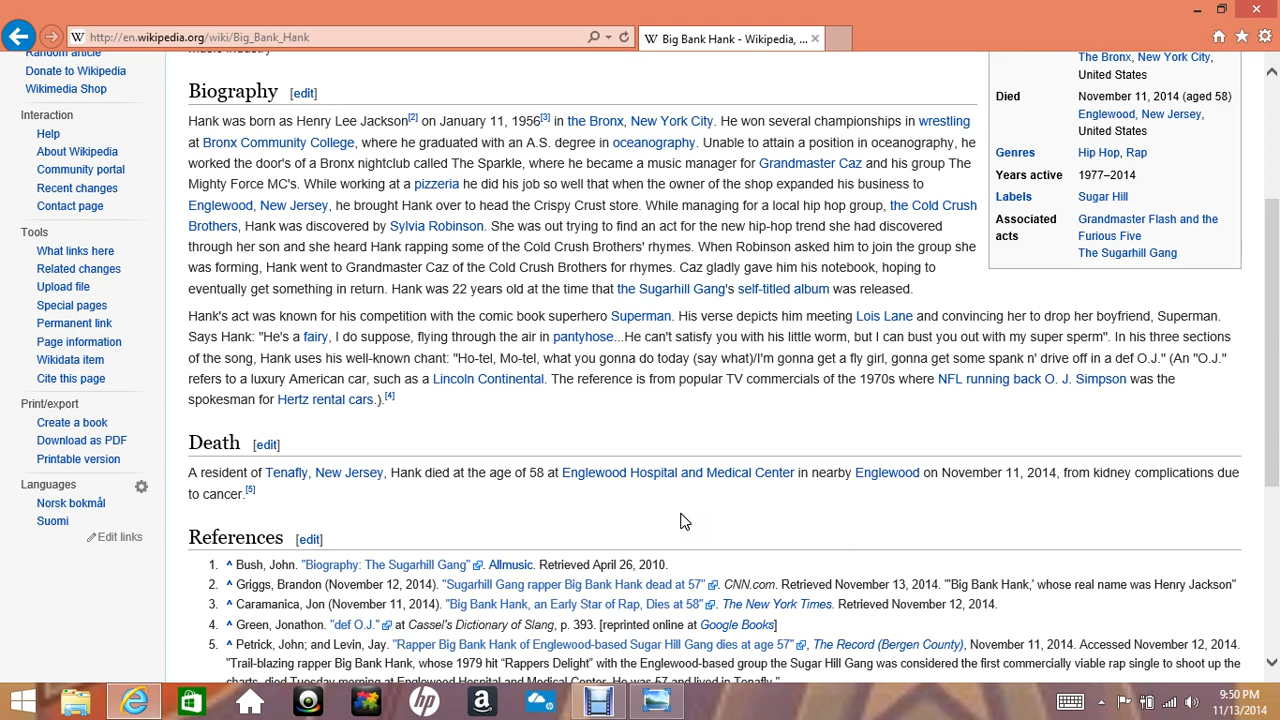 http://en.wikipedia.org/wiki/Big_Bank_Hank
W Big Bank Hank - Wikipedia, ...
Random article
Donate to Wikipedia
Wikimedia Shop
Interaction
Help
About Wikipedia
Community portal
Recent changes
Contact page
Tools
What links here
Related changes
Upload file
Special pages
Permanent link
Page information
Wikidata item
Cite this page
Print/export
Create a book
Download as PDF
Printable version
Languages
Norsk bokmål
Suomi
Edit links
music industry
Biography [edit]
Hank was born as Henry Lee Jackson[2] on January 11, 1956[3] in the Bronx, New York City. He won several championships in wrestling
at Bronx Community College, where he graduated with an A.S. degree in oceanography. Unable to attain a position in oceanography, he
worked the door's of a Bronx nightclub called The Sparkle, where he became a music manager for Grandmaster Caz and his group The
Mighty Force MC's. While working at a pizzeria he did his job so well that when the owner of the shop expanded his business to
Englewood, New Jersey, he brought Hank over to head the Crispy Crust store. While managing for a local hip hop group, the Cold Crush
Brothers, Hank was discovered by Sylvia Robinson. She was out trying to find an act for the new hip-hop trend she had discovered
through her son and she heard Hank rapping some of the Cold Crush Brothers' rhymes. When Robinson asked him to join the group she
was forming, Hank went to Grandmaster Caz of the Cold Crush Brothers for rhymes. Caz gladly gave him his notebook, hoping to
eventually get something in return. Hank was 22 years old at the time that the Sugarhill Gang's self-titled album was released.
Hank's act was known for his competition with the comic book superhero Superman. His verse depicts him meeting Lois Lane and convincing her to drop her boyfriend, Superman.
Says Hank: "He's a fairy, I do suppose, flying through the air in pantyhose...He can't satisfy you with his little worm, but I can bust you out with my super sperm". In his three sections
of the song, Hank uses his well-known chant: "Ho-tel, Mo-tel, what you gonna do today (say what)/I'm gonna get a fly girl, gonna get some spank n' drive off in a def O.J." (An "O.J."
refers to a luxury American car, such as a Lincoln Continental. The reference is from popular TV commercials of the 1970s where NFL running back O. J. Simpson was the
spokesman for Hertz rental cars.).[4]
Death [edit]
A resident of Tenafly, New Jersey, Hank died at the age of 58 at Englewood Hospital and Medical Center in nearby Englewood on November 11, 2014, from kidney complications due
to cancer.[5]
References [edit]
1. ^ Bush, John. "Biography: The Sugarhill Gang" Allmusic. Retrieved April 26, 2010.
2. ^ Griggs, Brandon (November 12, 2014). "Sugarhill Gang rapper Big Bank Hank dead at 57" CNN.com. Retrieved November 13, 2014. "'Big Bank Hank,' whose real name was Henry Jackson"
3. ^ Caramanica, Jon (November 11, 2014). "Big Bank Hank, an Early Star of Rap, Dies at 58" The New York Times. Retrieved November 12, 2014.
4. ^ Green, Jonathon. "def O.J." at Cassel's Dictionary of Slang, p. 393. [reprinted online at Google Books]
5. ^ Petrick, John; and Levin, Jay. "Rapper Big Bank Hank of Englewood-based Sugar Hill Gang dies at age 57" The Record (Bergen County), November 11, 2014. Accessed November 12, 2014.
"Trail-blazing rapper Big Bank Hank, whose 1979 hit “Rappers Delight” with the Englewood-based group the Sugar Hill Gang was considered the first commercially viable rap single to shoot up the
charts, died Tuesday morning at Englewood Hospital and Medical Center. He was 57 and lived in Tenafly."
The Bronx, New York City,
United States
Died November 11, 2014 (aged 58)
Englewood, New Jersey,
United States
Genres Hip Hop, Rap
Years active 1977–2014
Labels Sugar Hill
Associated acts Grandmaster Flash and the
Furious Five
The Sugarhill Gang
hp
a
9:50 PM
11/13/2014